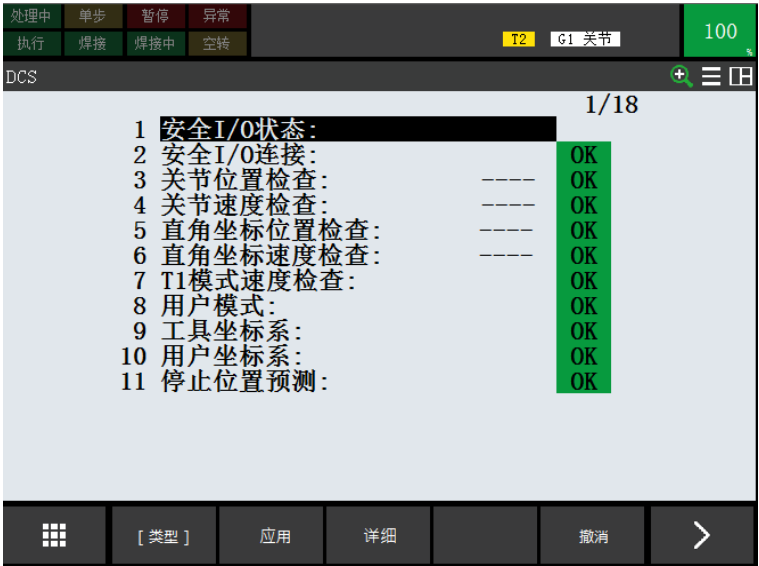 处理中 单步 暂停 异常
执行 焊接 焊接中 空转
T2 G1 关节
100
%
DCS
1/18
1 安全I/O状态:
2 安全I/O连接: OK
3 关节位置检查: ---- OK
4 关节速度检查: ---- OK
5 直角坐标位置检查: ---- OK
6 直角坐标速度检查: ---- OK
7 T1模式速度检查: OK
8 用户模式: OK
9 工具坐标系: OK
10 用户坐标系: OK
11 停止位置预测: OK
[ 类型 ] 应用 详细 撤消 >